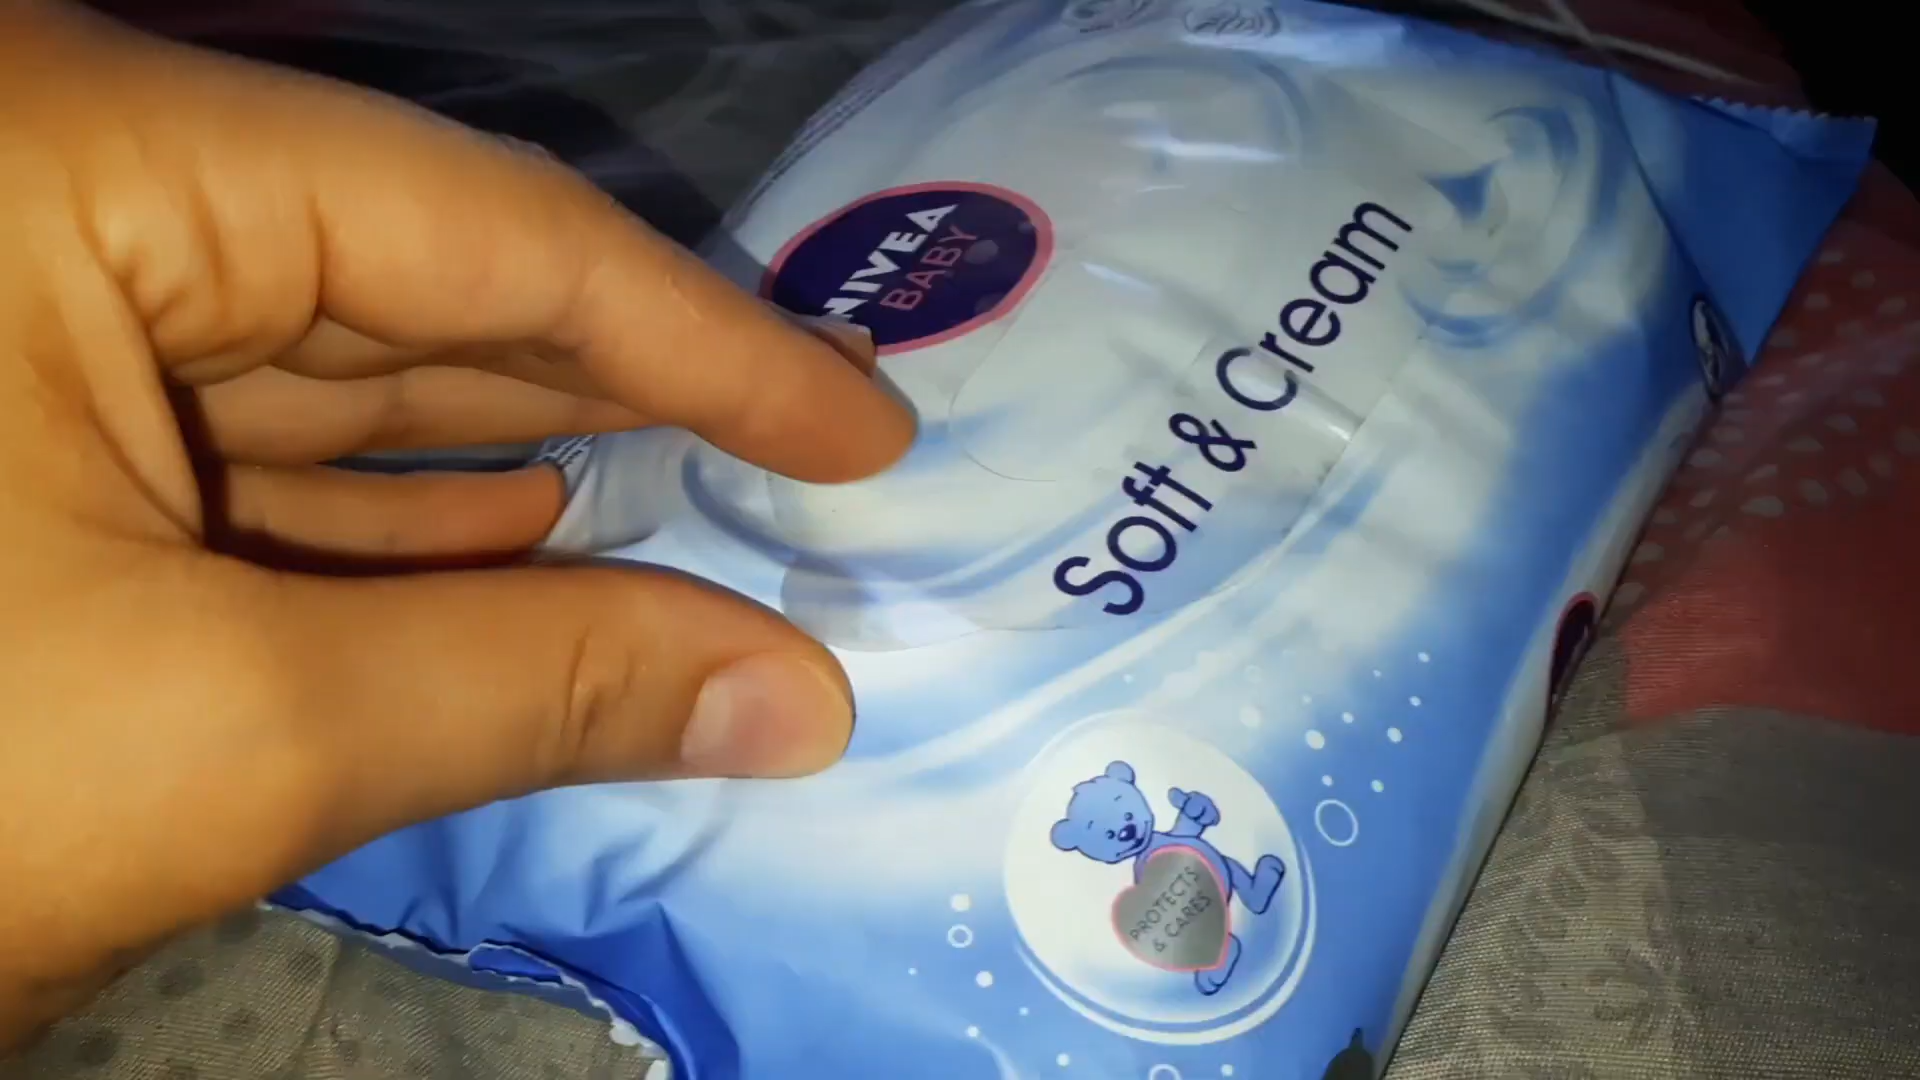 NIVEA
BABY
Soft & Cream
PROTECTS
& CARES